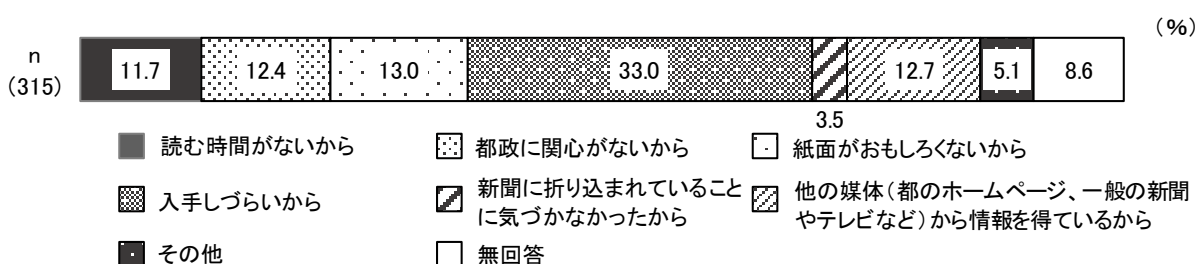 (%)
n
(315)
11.7 12.4 13.0 33.0 12.7 5.1 8.6
3.5
読む時間がないから 都政に関心がないから 紙面がおもしろくないから
入手しづらいから 新聞に折り込まれていること
に気づかなかったから 他の媒体(都のホームページ、一般の新聞
やテレビなど)から情報を得ているから
その他 無回答